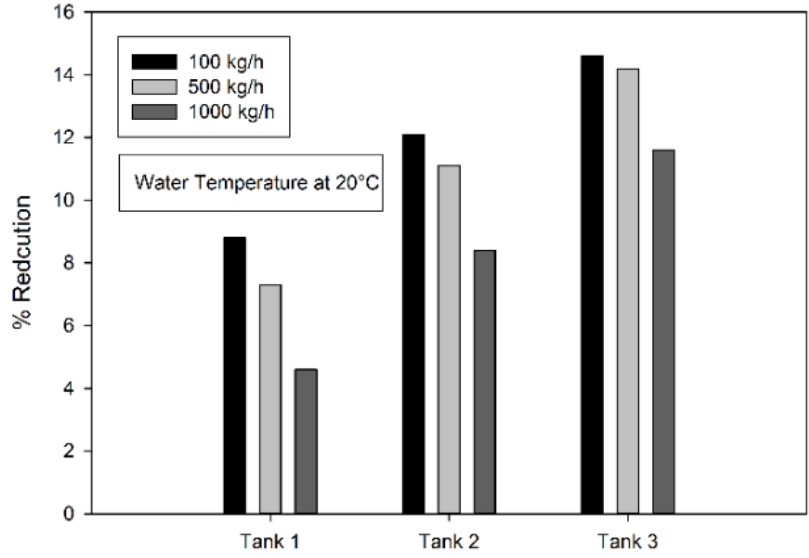 16
14
12
10
8
6
4
2
0
% Redcution
100 kg/h
500 kg/h
1000 kg/h
Water Temperature at 20°C
Tank 1
Tank 2
Tank 3